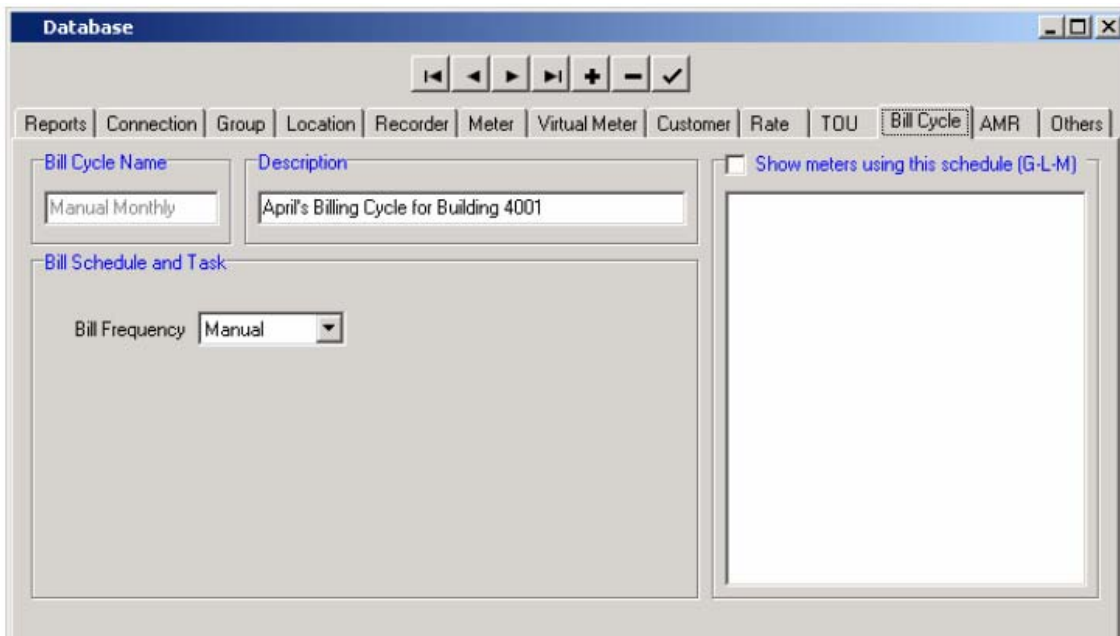 Database
Reports Connection Group Location Recorder Meter Virtual Meter Customer Rate TOU Bill Cycle AMR Others
Bill Cycle Name Description Show meters using this schedule (G-L-M)
Manual Monthly April's Billing Cycle for Building 4001
Bill Schedule and Task
Bill Frequency Manual